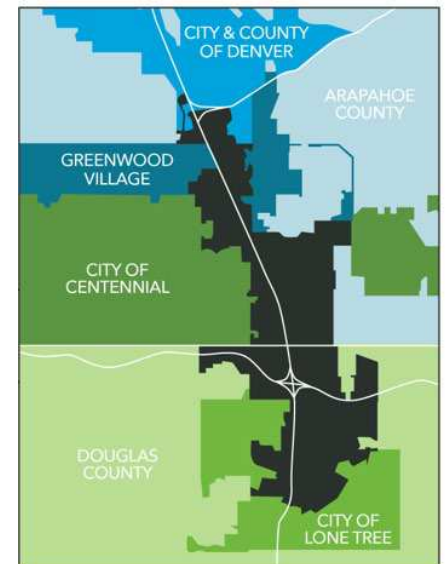 CITY & COUNTY
OF DENVER
ARAPAHOE
COUNTY
GREENWOOD
VILLAGE
CITY OF
CENTENNIAL
DOUGLAS
COUNTY
CITY OF
LONE TREE